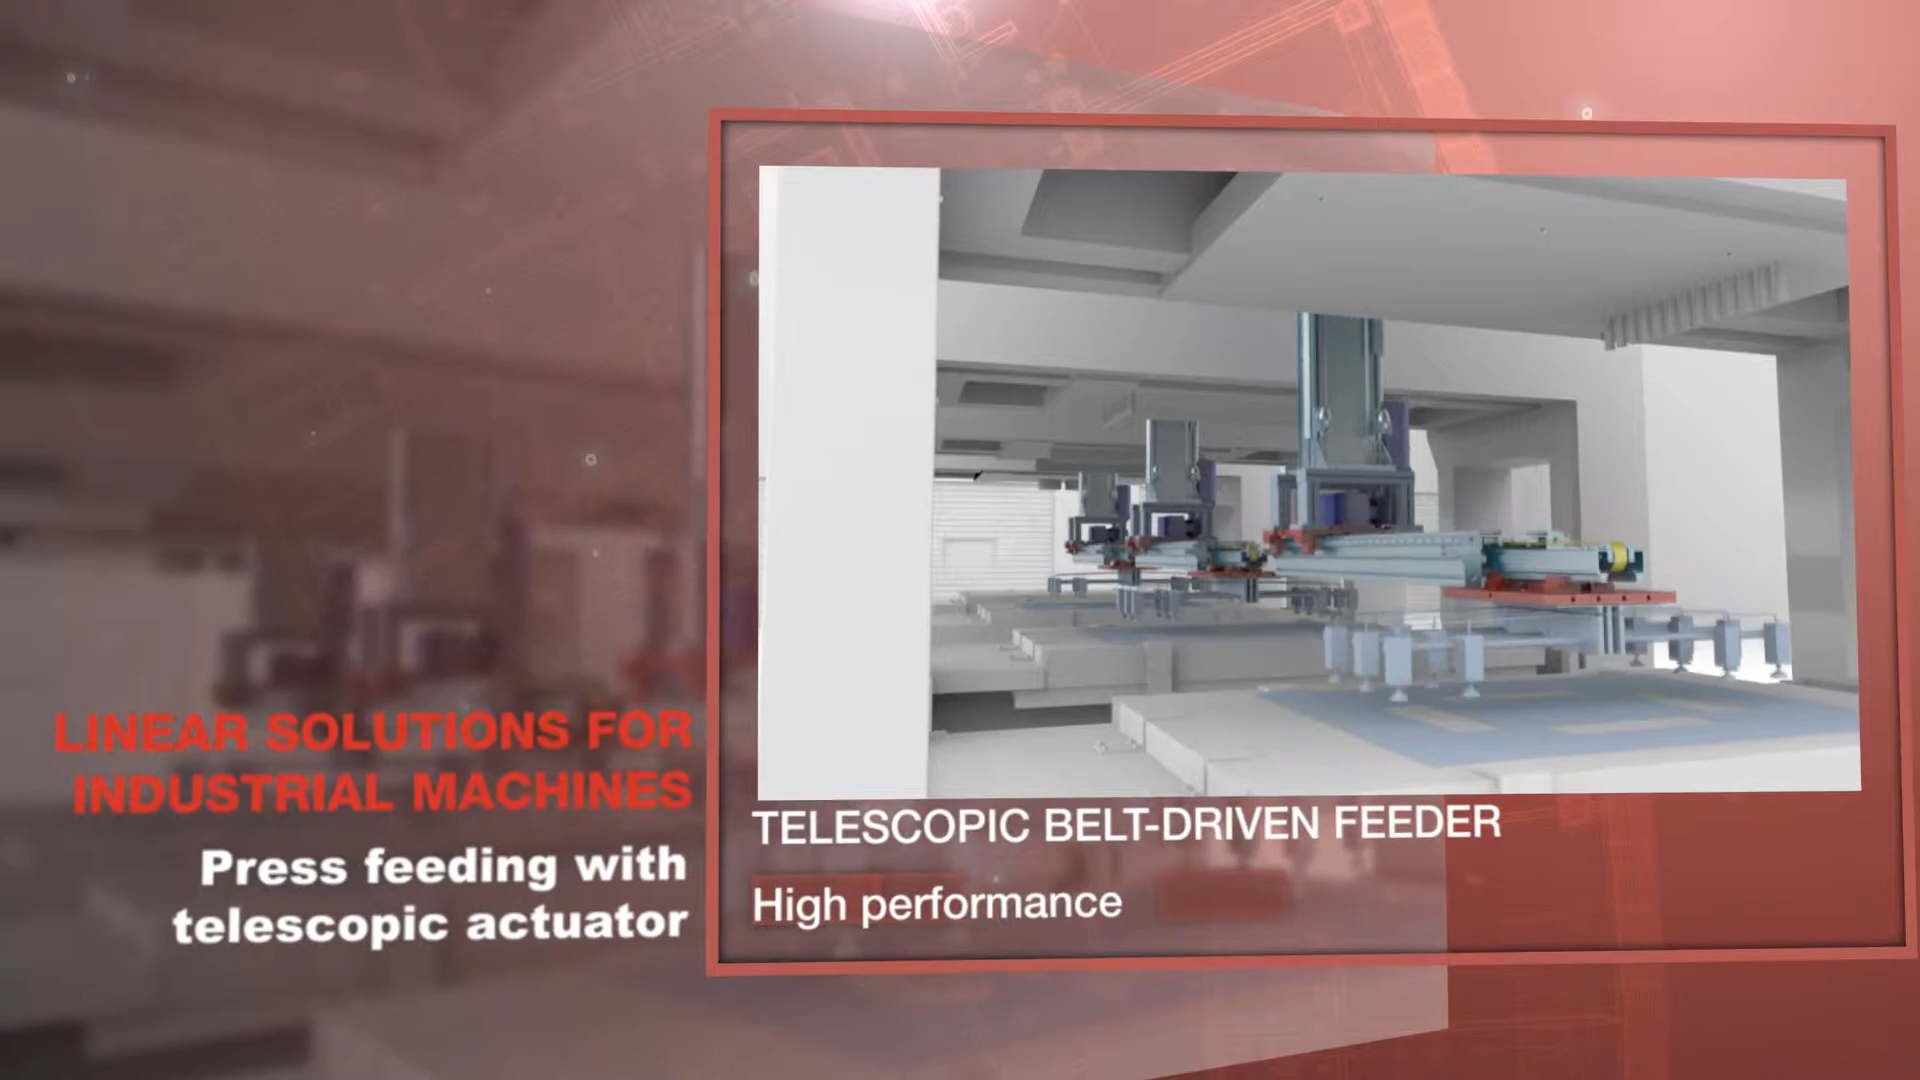 LINEAR SOLUTIONS FOR
INDUSTRIAL MACHINES
Press feeding with
telescopic actuator
TELESCOPIC BELT-DRIVEN FEEDER
High performance